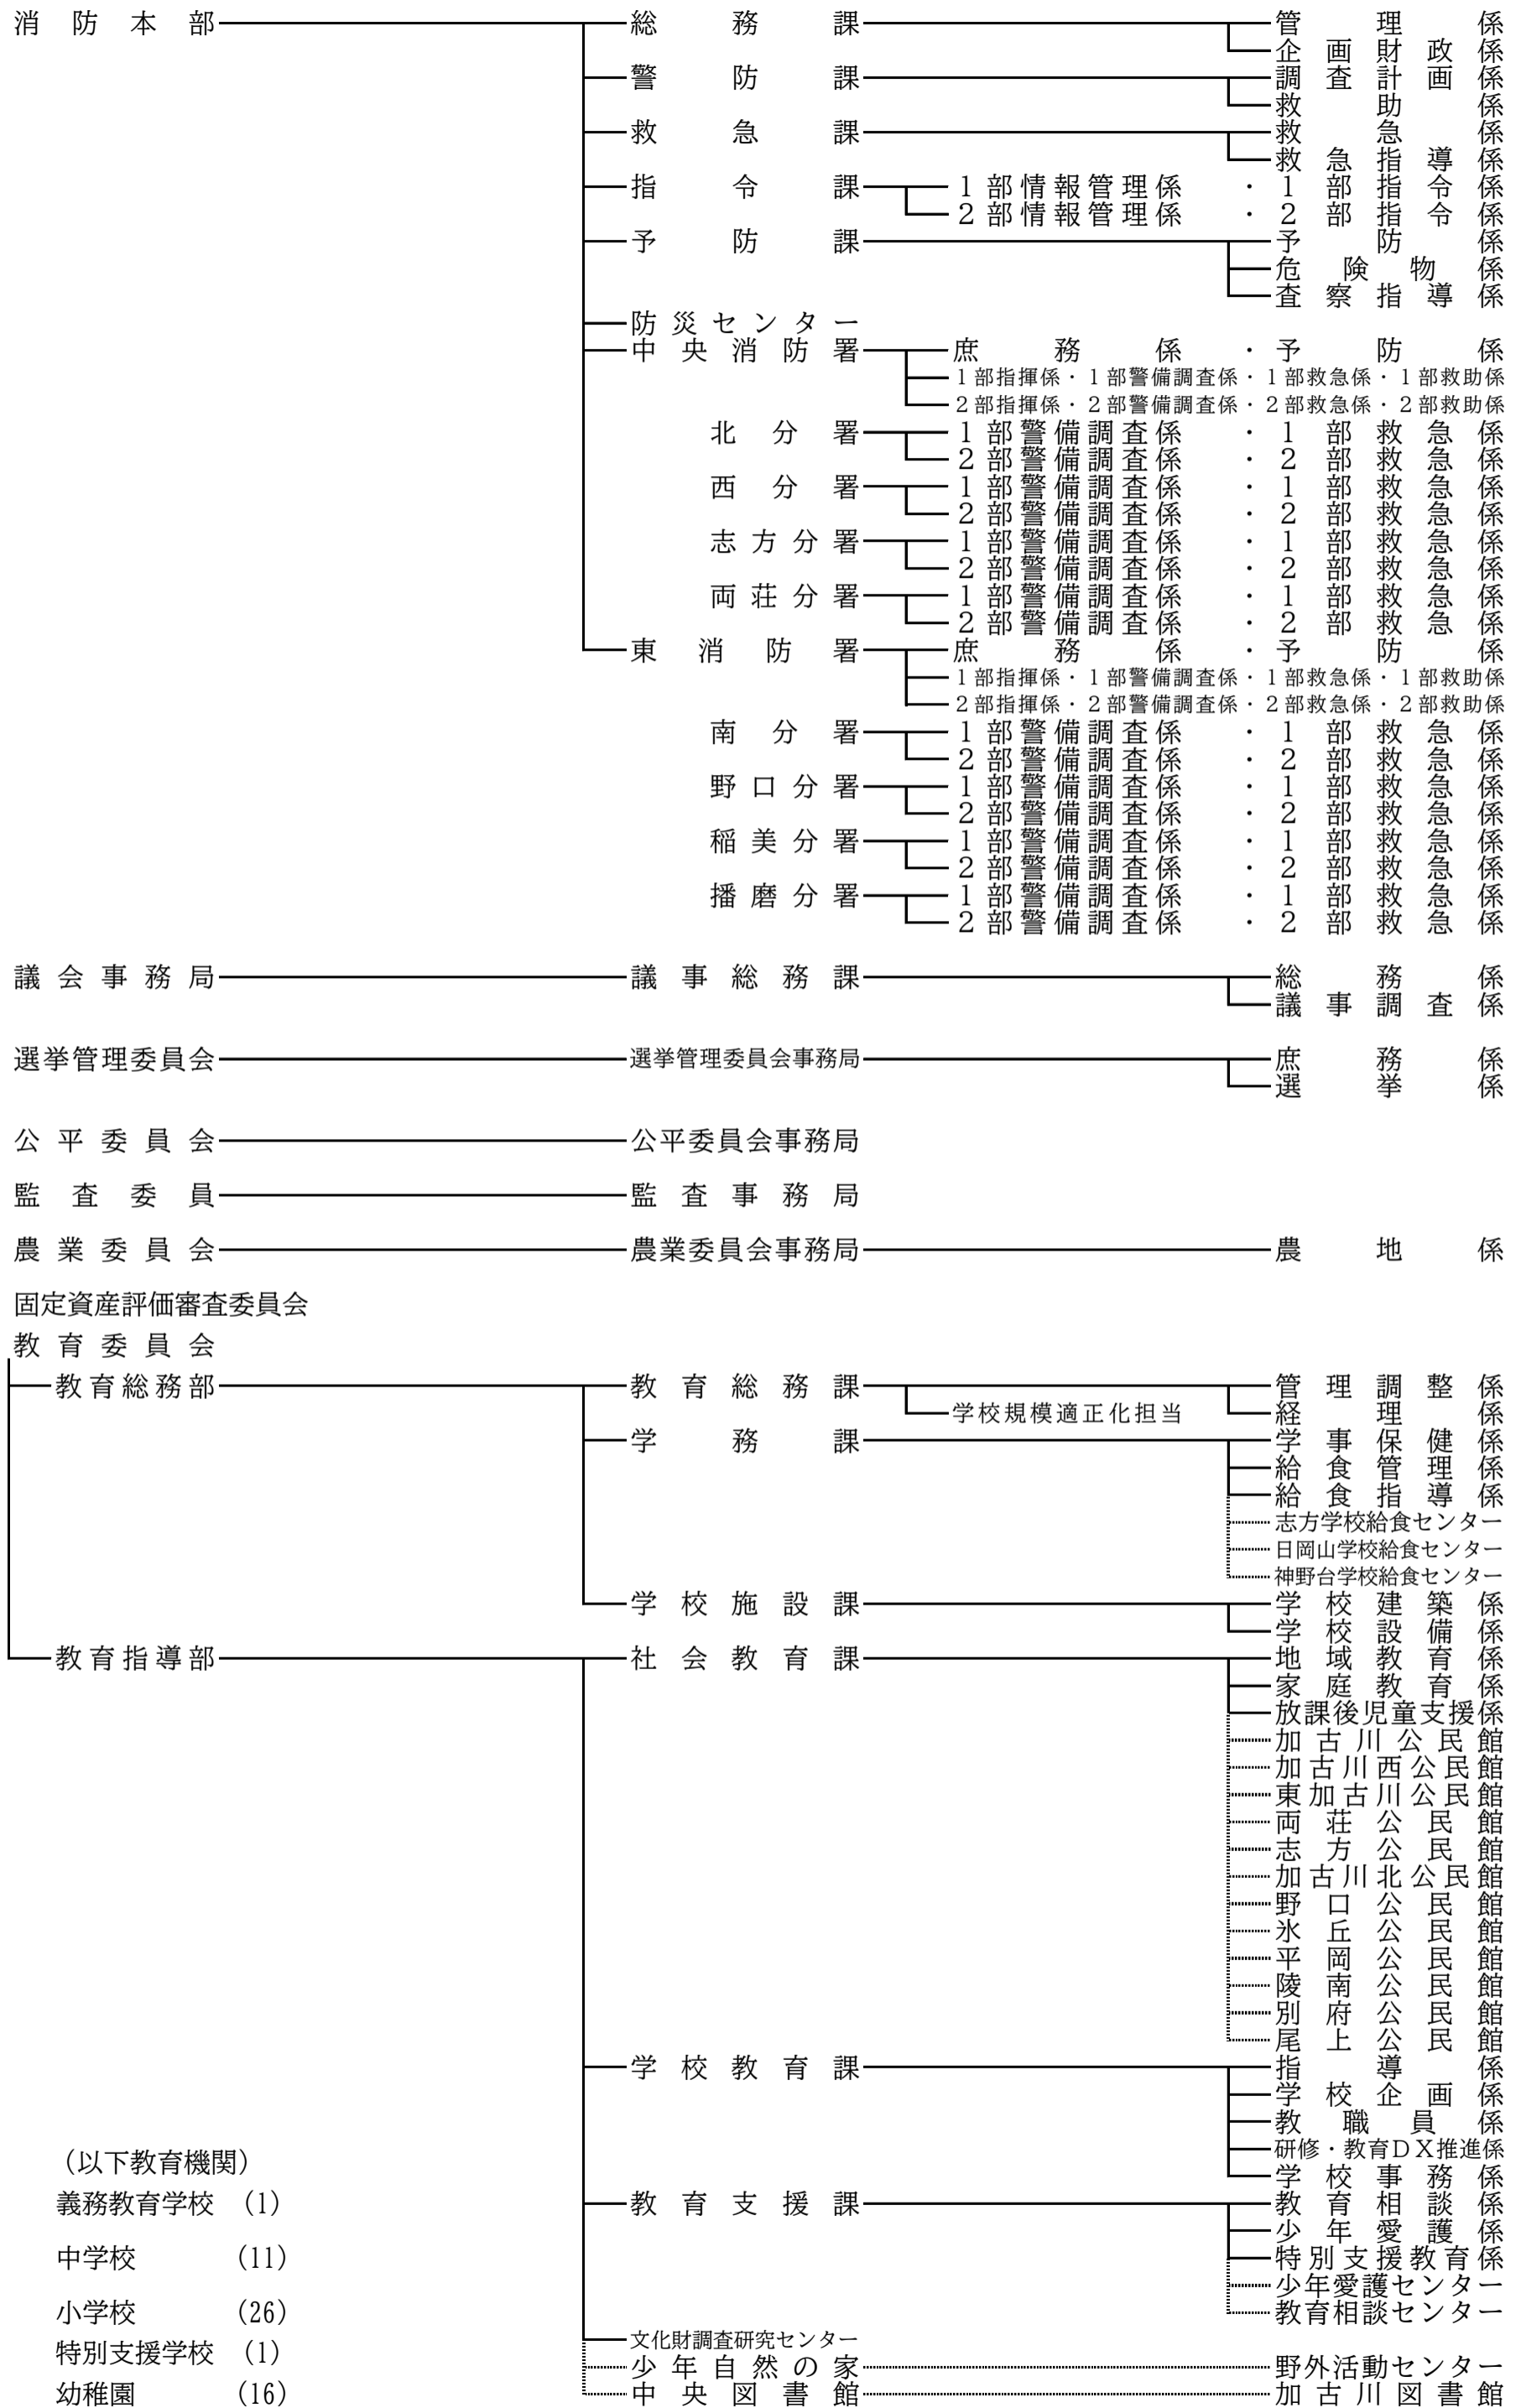 消防本部 総務課 管理係
企画財政係
警防課 調査計画係
救助係
救急課 救急係
救急指導係
指令課 1部情報管理係 ・ 1部指令係
2部情報管理係 ・ 2部指令係
予防課 予防係
危険物係
査察指導係
防災センター
中央消防署 庶務係 ・ 予防係
1部指揮係・1部警備調査係・1部救急係・1部救助係
2部指揮係・2部警備調査係・2部救急係・2部救助係
北分署 1部警備調査係 ・ 1部救急係
2部警備調査係 ・ 2部救急係
西分署 1部警備調査係 ・ 1部救急係
2部警備調査係 ・ 2部救急係
志方分署 1部警備調査係 ・ 1部救急係
2部警備調査係 ・ 2部救急係
両荘分署 1部警備調査係 ・ 1部救急係
2部警備調査係 ・ 2部救急係
東消防署 庶務係 ・ 予防係
1部指揮係・1部警備調査係・1部救急係・1部救助係
2部指揮係・2部警備調査係・2部救急係・2部救助係
南分署 1部警備調査係 ・ 1部救急係
2部警備調査係 ・ 2部救急係
野口分署 1部警備調査係 ・ 1部救急係
2部警備調査係 ・ 2部救急係
稲美分署 1部警備調査係 ・ 1部救急係
2部警備調査係 ・ 2部救急係
播磨分署 1部警備調査係 ・ 1部救急係
2部警備調査係 ・ 2部救急係
議会事務局 議事総務課 総務係
議事調査係
選挙管理委員会 選挙管理委員会事務局 庶務係
選挙係
公平委員会 公平委員会事務局
監査委員 監査事務局
農業委員会 農業委員会事務局 農地係
固定資産評価審査委員会
教育委員会
教育総務部 教育総務課 管理調整係
学校規模適正化担当 経理係
学務課 学事保健係
給食管理係
給食指導係
志方学校給食センター
日岡山学校給食センター
神野台学校給食センター
学校施設課 学校建築係
学校設備係
教育指導部 社会教育課 地域教育係
家庭教育係
放課後児童支援係
加古川公民館
加古川西公民館
東加古川公民館
両荘公民館
志方公民館
加古川北公民館
野口公民館
氷丘公民館
平岡公民館
陵南公民館
別府公民館
尾上公民館
学校教育課 指導係
学校企画係
教職員係
研修・教育DX推進係
（以下教育機関）
学校事務係
義務教育学校 （1） 教育支援課 教育相談係
少年愛護係
中学校 （11） 特別支援教育係
少年愛護センター
小学校 （26） 教育相談センター
文化財調査研究センター
特別支援学校 （1）
少年自然の家 野外活動センター
幼稚園 （16） 中央図書館 加古川図書館